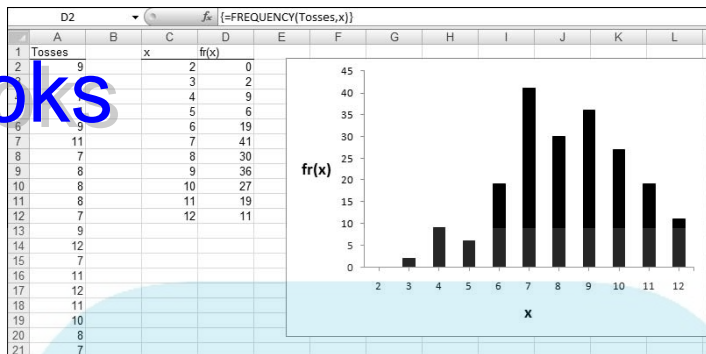 D2 fx {=FREQUENCY(Tosses,x)}
A B C D E F G H I J K L
1 Tosses x fr(x)
2 9 2 0
3 2
4 9
5 6
6 9 6 19
7 11 7 41
8 7 8 30
9 8 9 36
10 8 10 27
11 8 11 19
12 7 12 11
13 9
14 12
15 7
16 11
17 12
18 11
19 10
20 8
21 7
oks
45
40
35
30
25
20
15
10
5
0
fr(x)
2 3 4 5 6 7 8 9 10 11 12
x